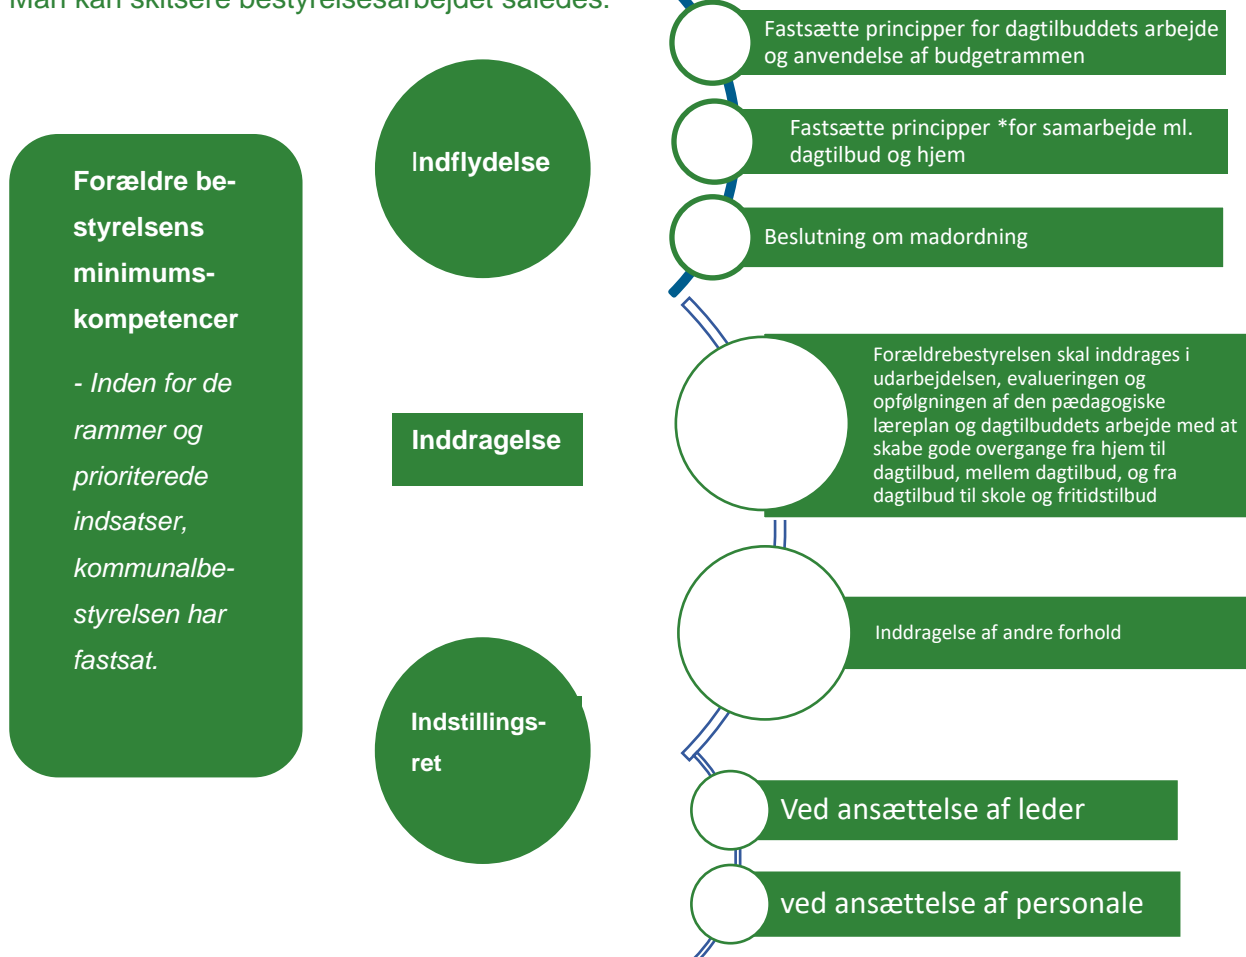 Man kan skitsere bestyrelsesarbejdet således:
Forældre be-
styrelsens
minimums-
kompetencer
- Inden for de
rammer og
prioriterede
indsatser,
kommunalbe-
styrelsen har
fastsat.
Indflydelse
Fastsætte principper for dagtilbuddets arbejde
og anvendelse af budgetrammen
Fastsætte principper *for samarbejde ml.
dagtilbud og hjem
Beslutning om madordning
Inddragelse
Forældrebestyrelsen skal inddrages i
udarbejdelsen, evalueringen og
opfølgningen af den pædagogiske
læreplan og dagtilbuddets arbejde med at
skabe gode overgange fra hjem til
dagtilbud, mellem dagtilbud, og fra
dagtilbud til skole og fritidstilbud
Inddragelse af andre forhold
Indstillings-
ret
Ved ansættelse af leder
ved ansættelse af personale